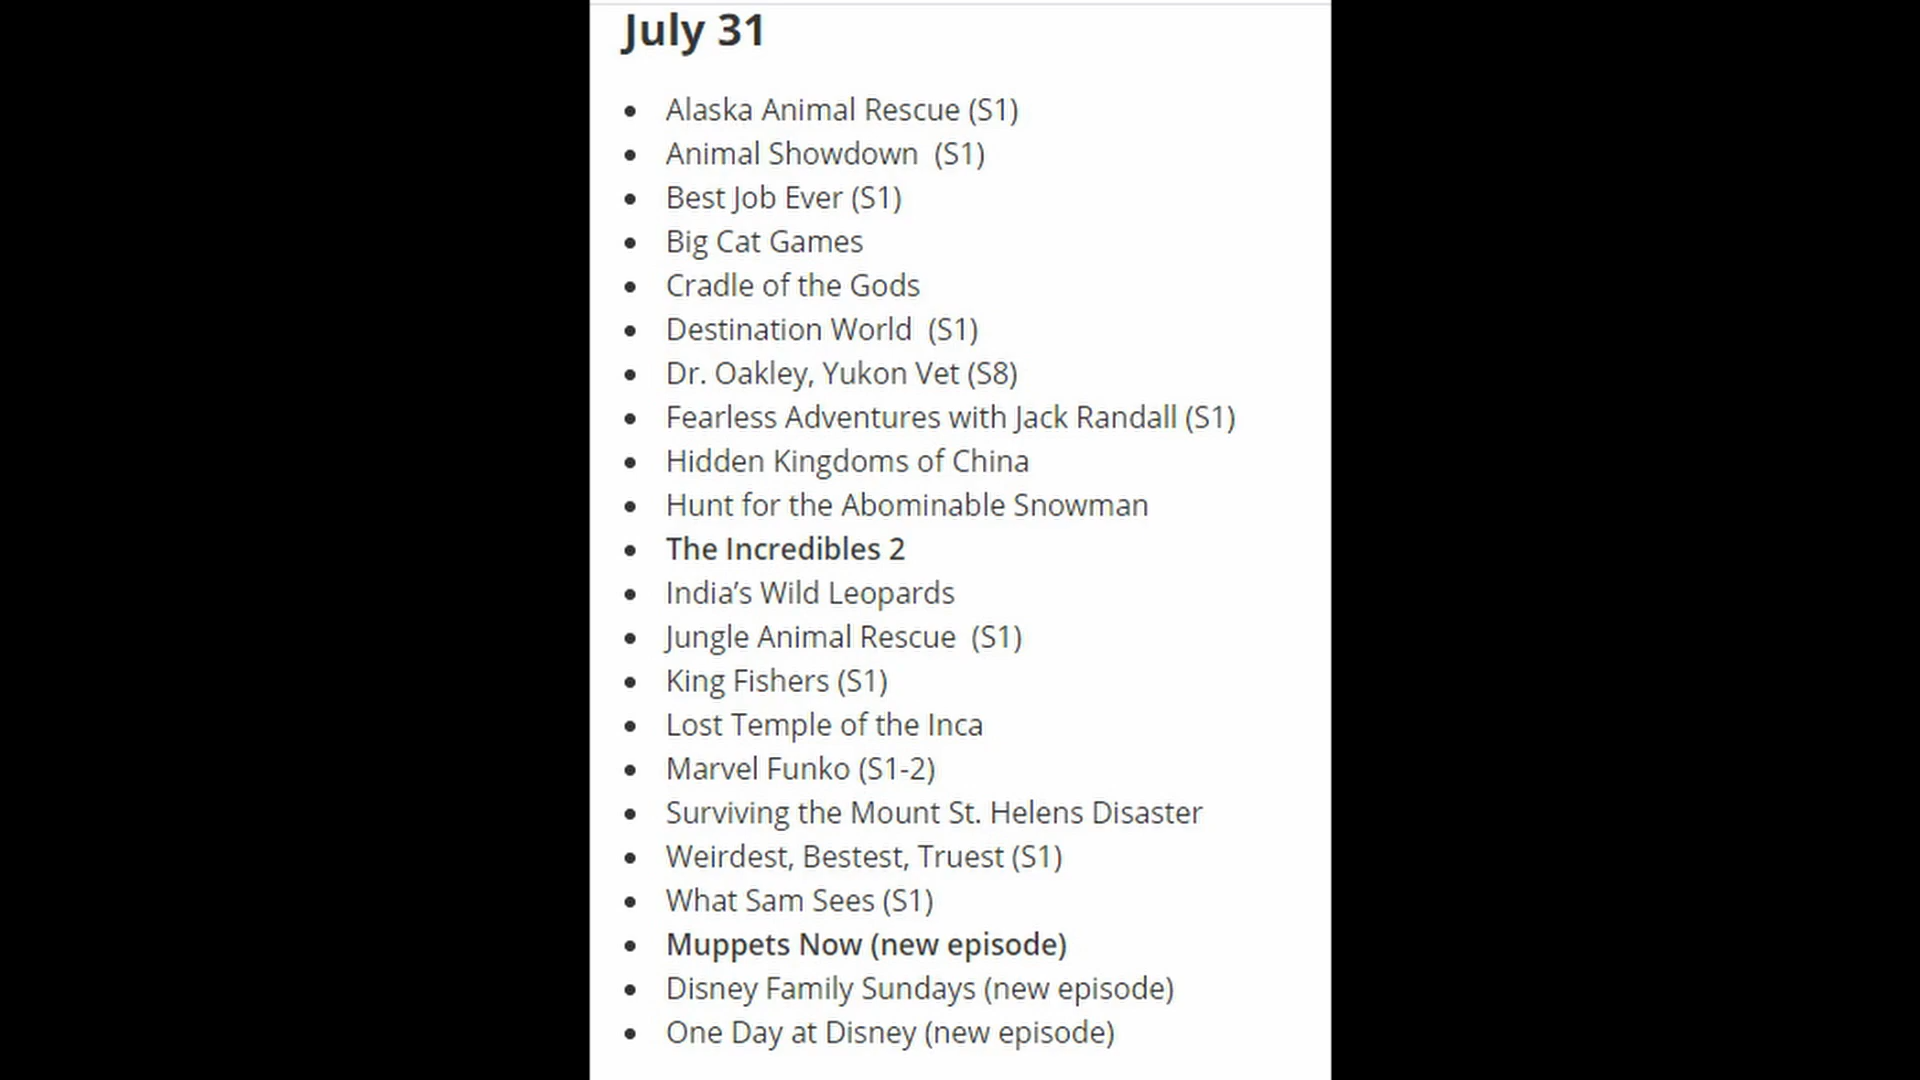 July 31
• Alaska Animal Rescue (S1)
• Animal Showdown  (S1)
• Best Job Ever (S1)
• Big Cat Games
• Cradle of the Gods
• Destination World  (S1)
• Dr. Oakley, Yukon Vet (S8)
• Fearless Adventures with Jack Randall (S1)
• Hidden Kingdoms of China
• Hunt for the Abominable Snowman
• The Incredibles 2
• India’s Wild Leopards
• Jungle Animal Rescue  (S1)
• King Fishers (S1)
• Lost Temple of the Inca
• Marvel Funko (S1-2)
• Surviving the Mount St. Helens Disaster
• Weirdest, Bestest, Truest (S1)
• What Sam Sees (S1)
• Muppets Now (new episode)
• Disney Family Sundays (new episode)
• One Day at Disney (new episode)